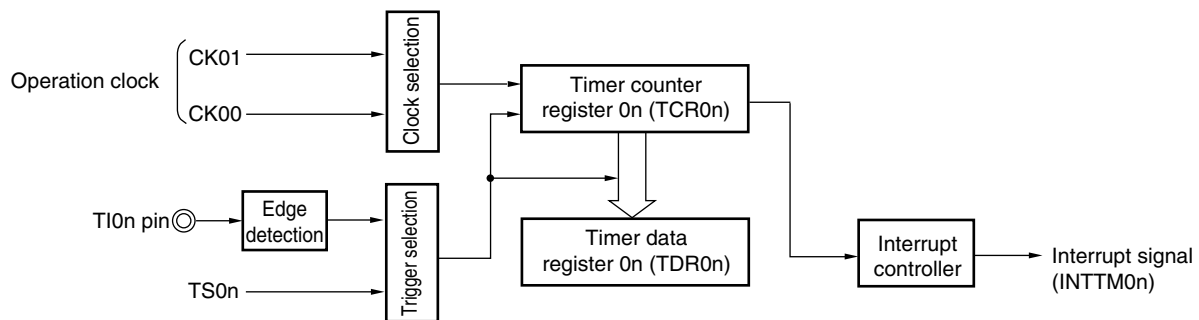 Operation clock
CK01
CK00
Clock selection
Timer counter
register 0n (TCR0n)
TI0n pin
Edge
detection
TS0n
Trigger selection
Timer data
register 0n (TDR0n)
Interrupt
controller
Interrupt signal
(INTTM0n)